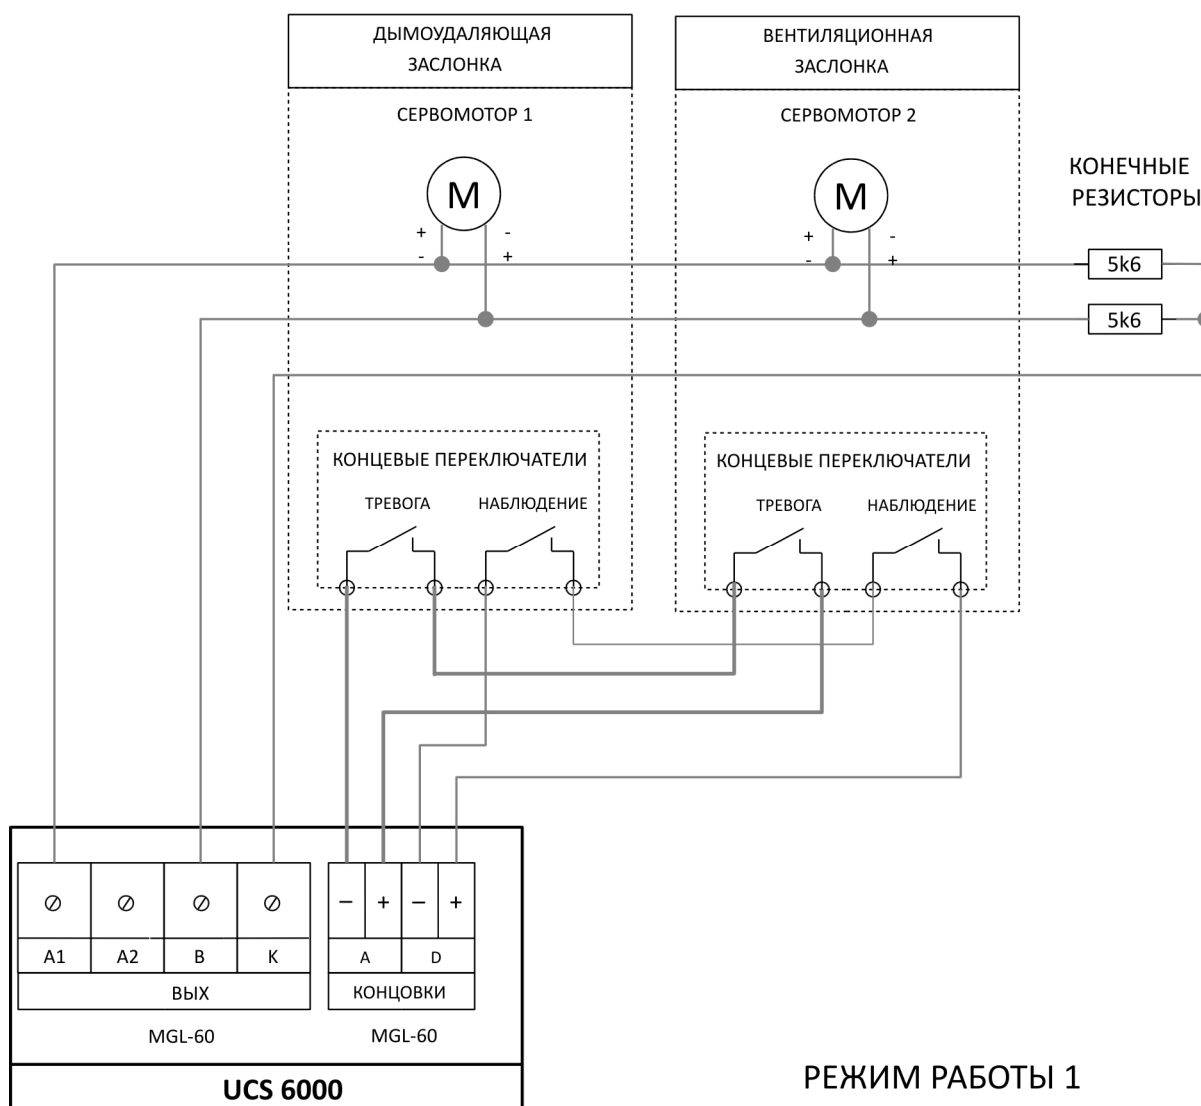 ДЫМОУДАЛЯЮЩАЯ
ЗАСЛОНКА
ВЕНТИЛЯЦИОННАЯ
ЗАСЛОНКА
СЕРВОМОТОР 1
СЕРВОМОТОР 2
КОНЕЧНЫЕ
РЕЗИСТОРЫ
M
M
+ -
- +
+ -
- +
5k6
5k6
КОНЦЕВЫЕ ПЕРЕКЛЮЧАТЕЛИ
ТРЕВОГА НАБЛЮДЕНИЕ
КОНЦЕВЫЕ ПЕРЕКЛЮЧАТЕЛИ
ТРЕВОГА НАБЛЮДЕНИЕ
− + − +
A1 A2 B K
A D
ВЫХ
КОНЦОВКИ
MGL-60
MGL-60
UCS 6000
РЕЖИМ РАБОТЫ 1